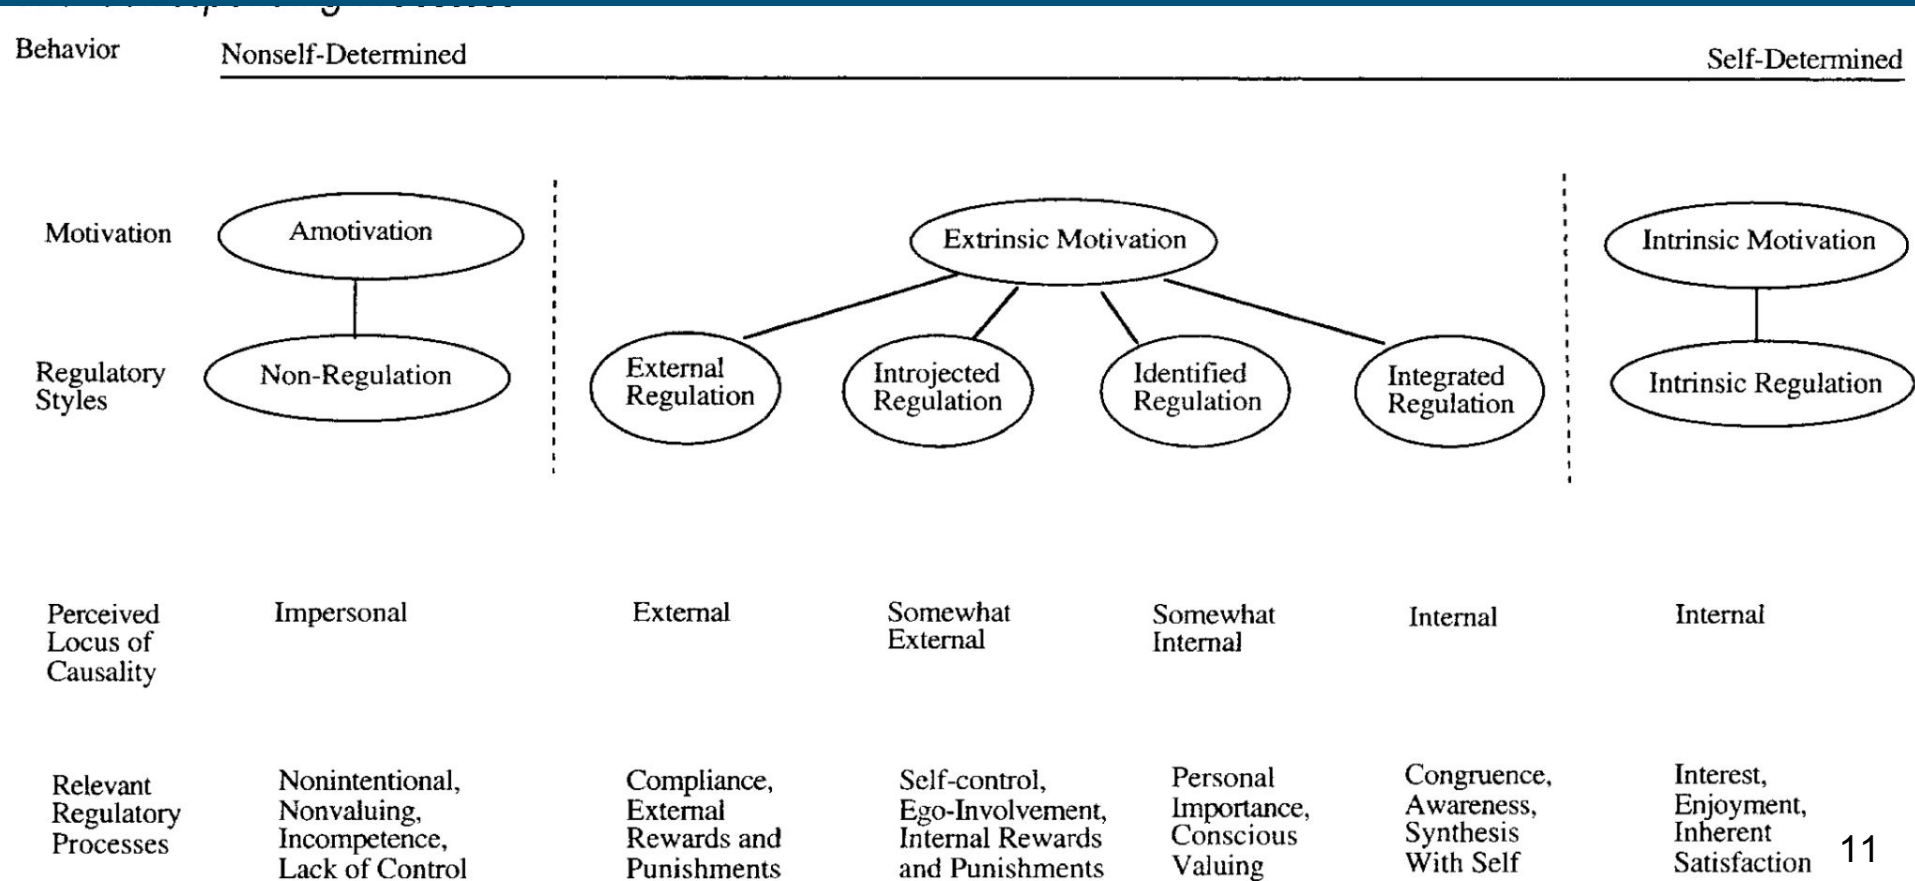 Behavior
Nonself-Determined
Self-Determined
Motivation
Amotivation
Extrinsic Motivation
Intrinsic Motivation
Regulatory
Styles
Non-Regulation
External
Regulation
Introjected
Regulation
Identified
Regulation
Integrated
Regulation
Intrinsic Regulation
Perceived
Locus of
Causality
Impersonal
External
Somewhat
External
Somewhat
Internal
Internal
Internal
Relevant
Regulatory
Processes
Nonintentional,
Nonvaluing,
Incompetence,
Lack of Control
Compliance,
External
Rewards and
Punishments
Self-control,
Ego-Involvement,
Internal Rewards
and Punishments
Personal
Importance,
Conscious
Valuing
Congruence,
Awareness,
Synthesis
With Self
Interest,
Enjoyment,
Inherent
Satisfaction
11